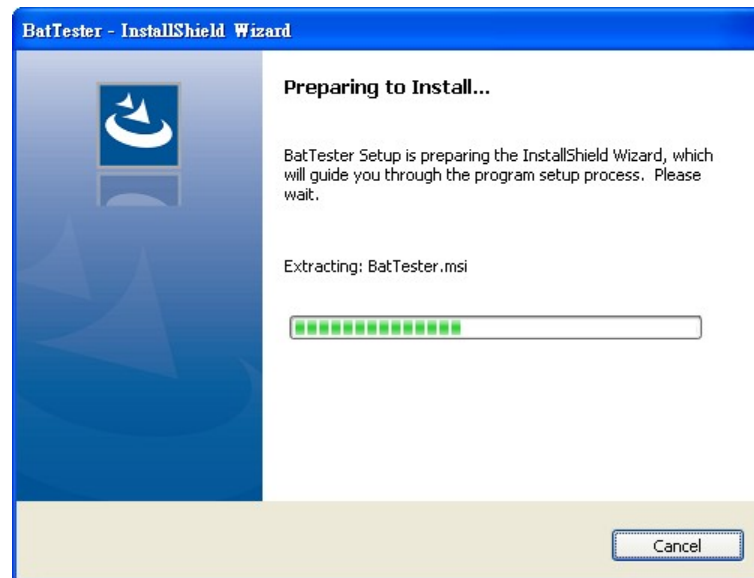 BatTester - InstallShield Wizard
Preparing to Install...
BatTester Setup is preparing the InstallShield Wizard, which
will guide you through the program setup process. Please
wait.
Extracting: BatTester.msi
Cancel